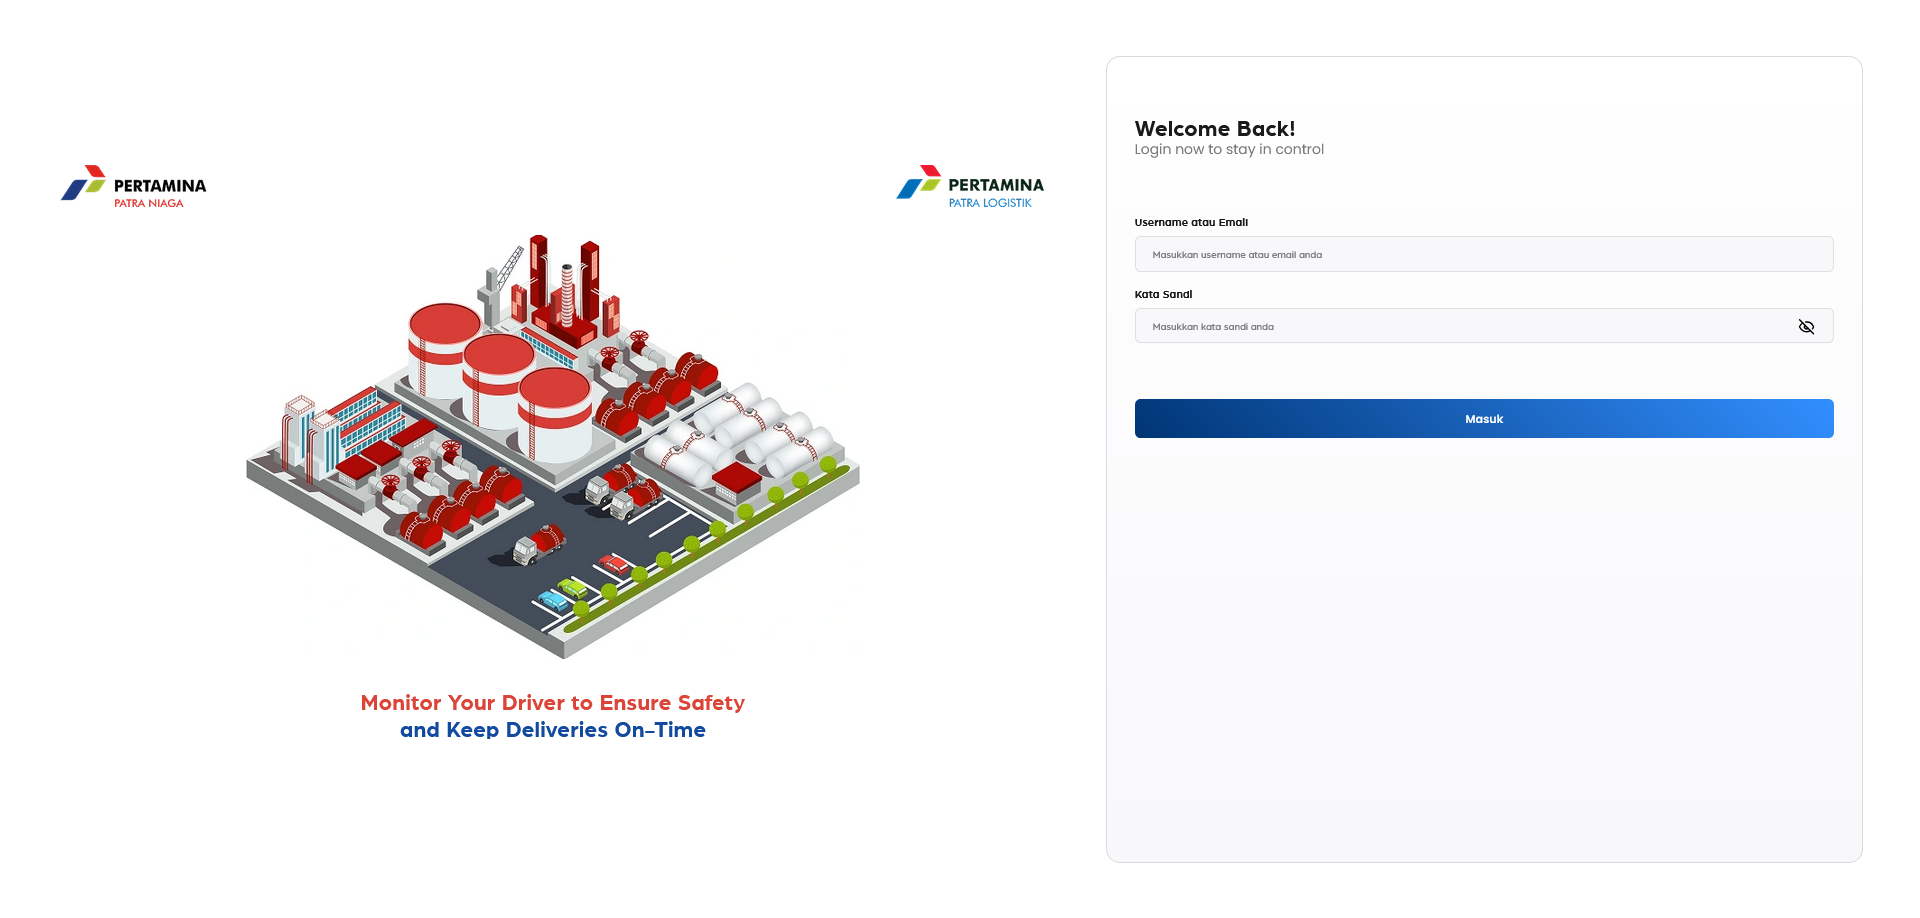 PERTAMINA
PATRA NIAGA
PERTAMINA
PATRA LOGISTIK
Monitor Your Driver to Ensure Safety
and Keep Deliveries On-Time
Welcome Back!
Login now to stay in control
Username atau Email
Masukkan username atau email anda
Kata Sandi
Masukkan kata sandi anda
Masuk